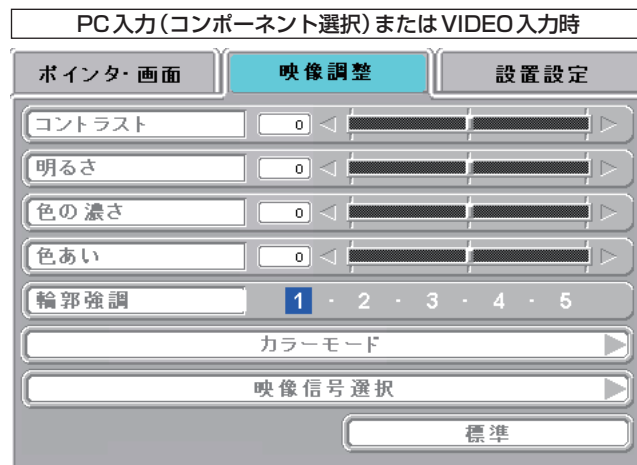 PC入力(コンポーネント選択)またはVIDEO入力時
ポインタ・画面 映像調整 設置設定
コントラスト 0
明るさ 0
色の濃さ 0
色あい 0
輪郭強調 1 · 2 · 3 · 4 · 5
カラーモード
映像信号選択
標準